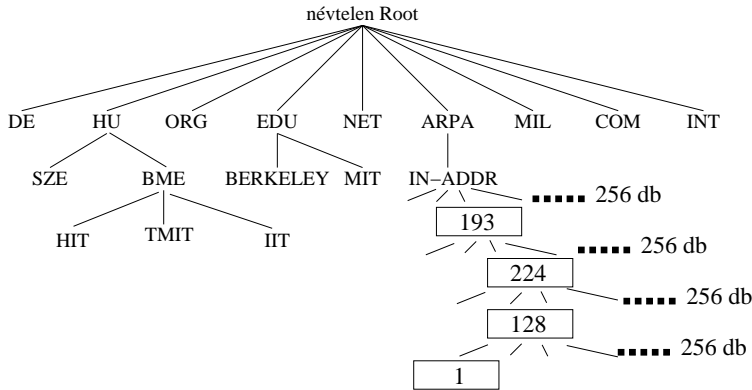 névtelen Root
DE HU ORG EDU NET ARPA MIL COM INT
SZE BME BERKELEY MIT IN–ADDR
256 db
193
HIT TMIT IIT
256 db
224
256 db
128
256 db
1